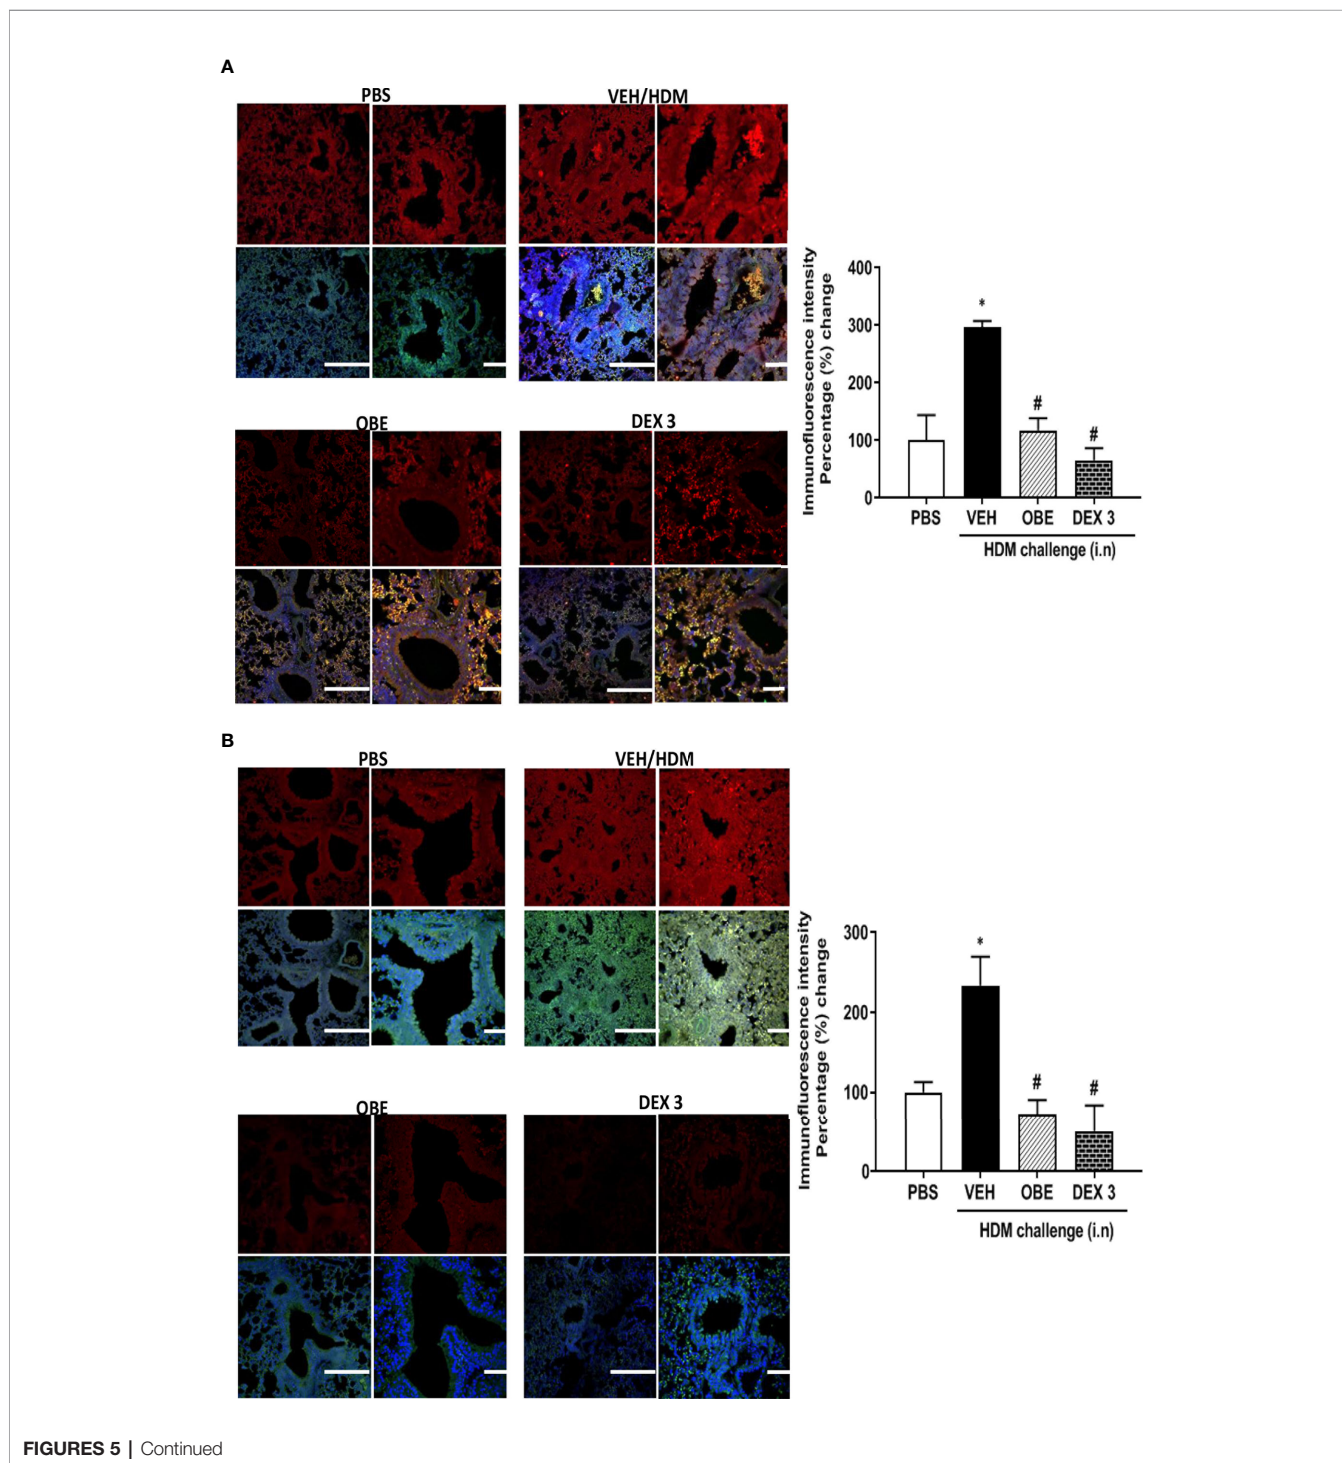 A
PBS
VEH/HDM
OBE
DEX 3
Immunofluorescence intensity
Percentage (%) change
400
300
200
100
0
*
#
#
PBS
VEH
OBE
DEX 3
HDM challenge (i.n)
B
PBS
VEH/HDM
OBE
DEX 3
Immunofluorescence intensity
Percentage (%) change
300
200
100
0
*
#
#
PBS
VEH
OBE
DEX 3
HDM challenge (i.n)
FIGURES 5 | Continued